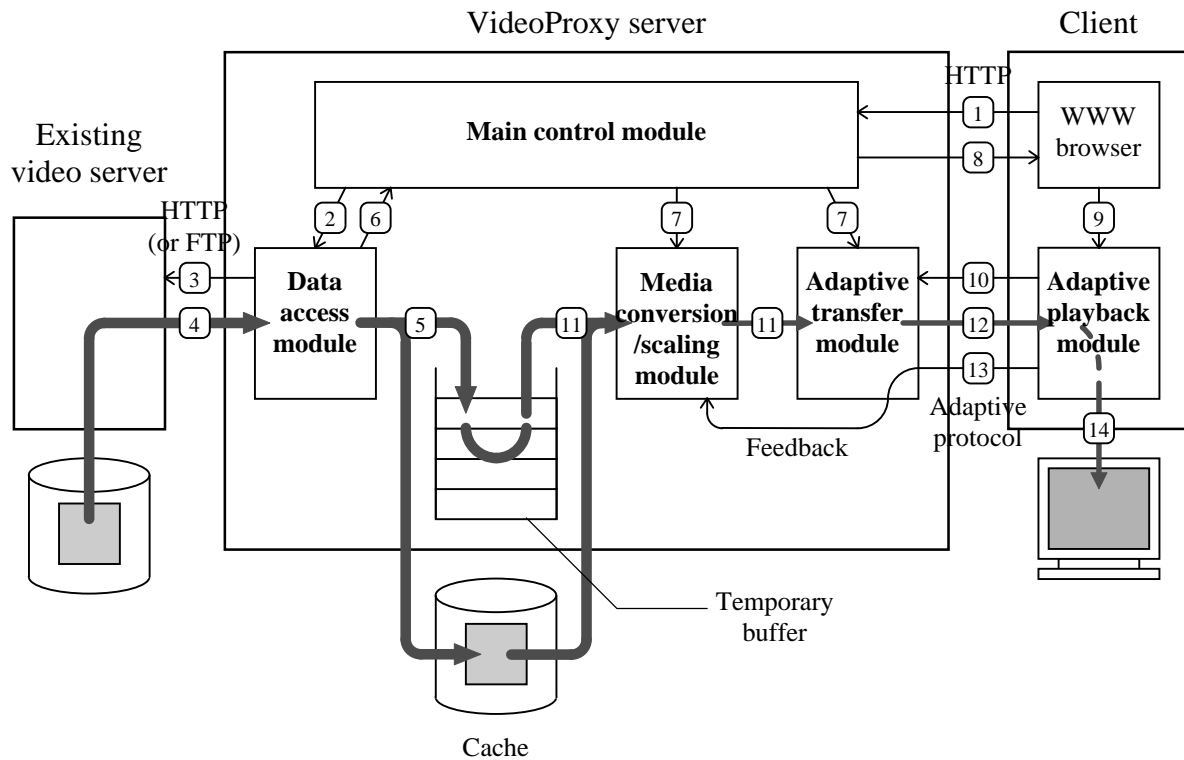 VideoProxy server
Client
HTTP
Main control module
1
WWW
browser
8
Existing
video server
HTTP
(or FTP)
2
6
7
7
9
3
Data
access
module
Media
conversion
/scaling
module
Adaptive
transfer
module
10
Adaptive
playback
module
4
5
11
11
12
13
Adaptive
protocol
Feedback
14
Temporary
buffer
Cache